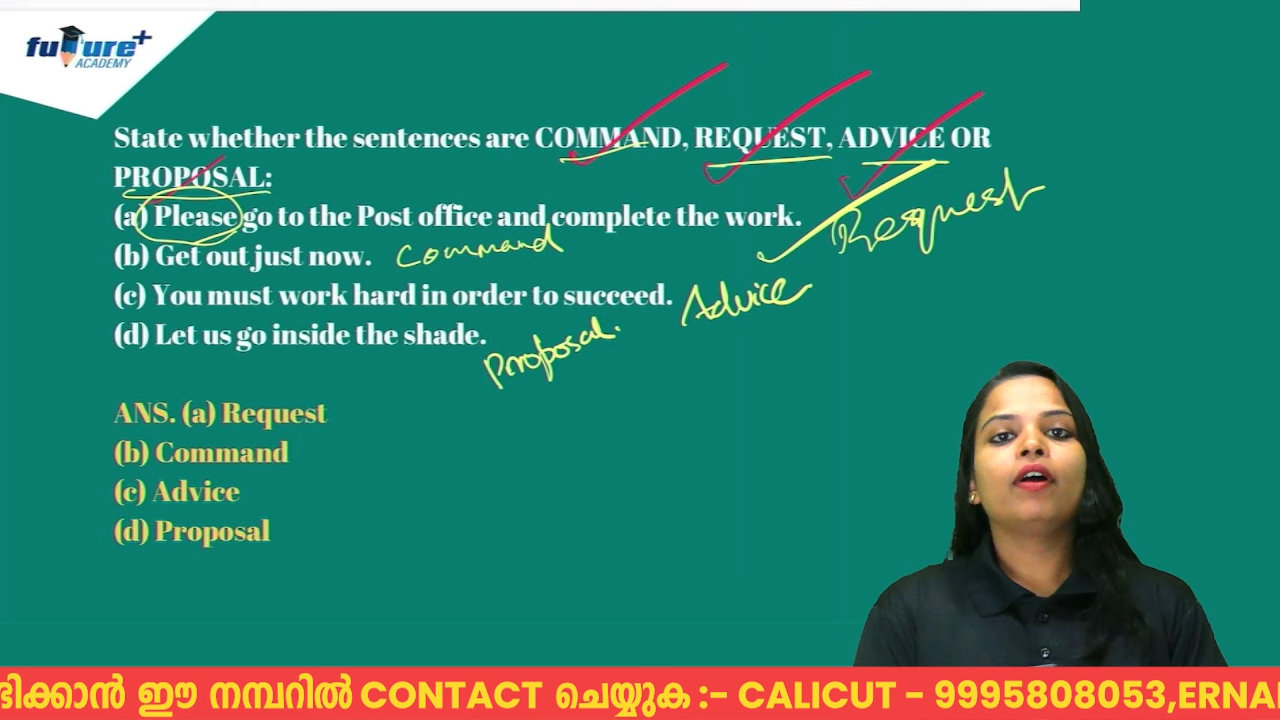 future+
ACADEMY
State whether the sentences are COMMAND, REQUEST, ADVICE OR
PROPOSAL:
(a) Please go to the Post office and complete the work. Request
(b) Get out just now. Command
(c) You must work hard in order to succeed. Advice
(d) Let us go inside the shade. Proposal.
ANS. (a) Request
(b) Command
(c) Advice
(d) Proposal
ഭിക്കാൻ ഈ നമ്പറിൽ CONTACT ചെയ്യുക :- CALICUT - 9995808053,ERNA